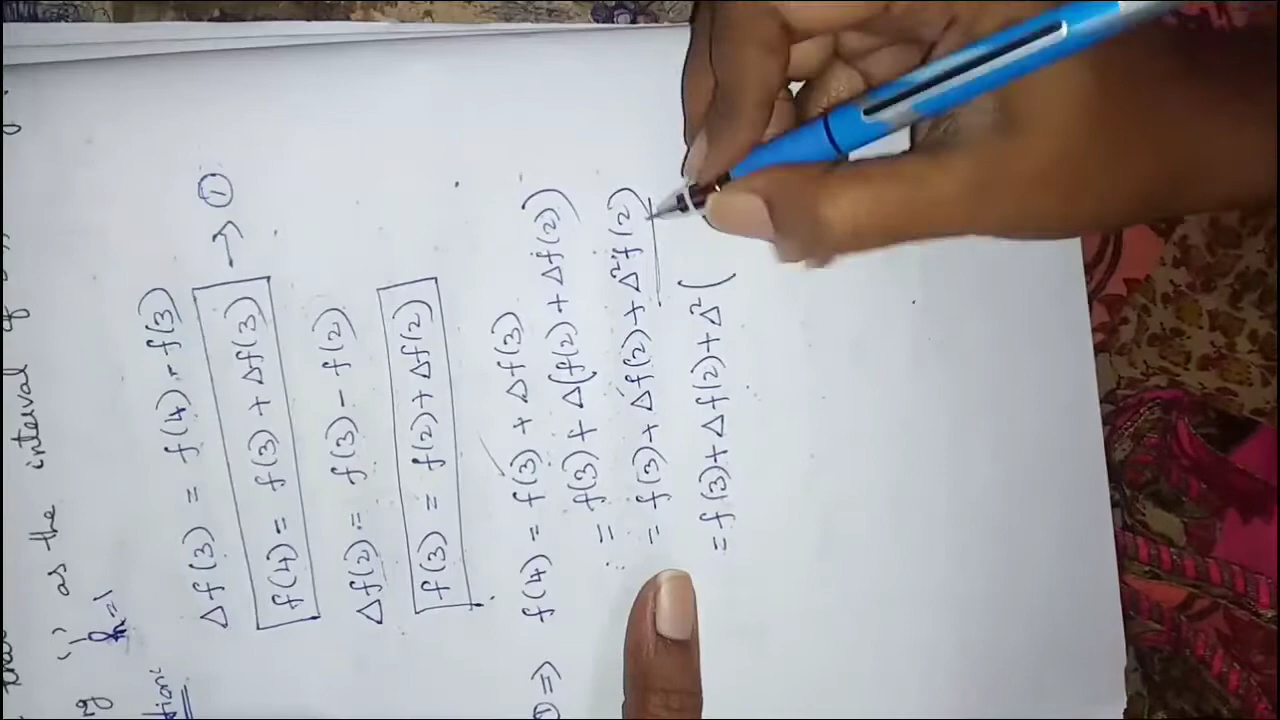 as the interval of
h=1
Δf(3) = f(4) - f(3)
f(4) = f(3) + Δf(3) → ①
Δf(2) = f(3) - f(2)
f(3) = f(2) + Δf(2)
① => f(4) = f(3) + Δf(3)
= f(3) + Δ(f(2) + Δf(2))
= f(3) + Δf(2) + Δ²f(2)
= f(3) + Δf(2) + Δ²(